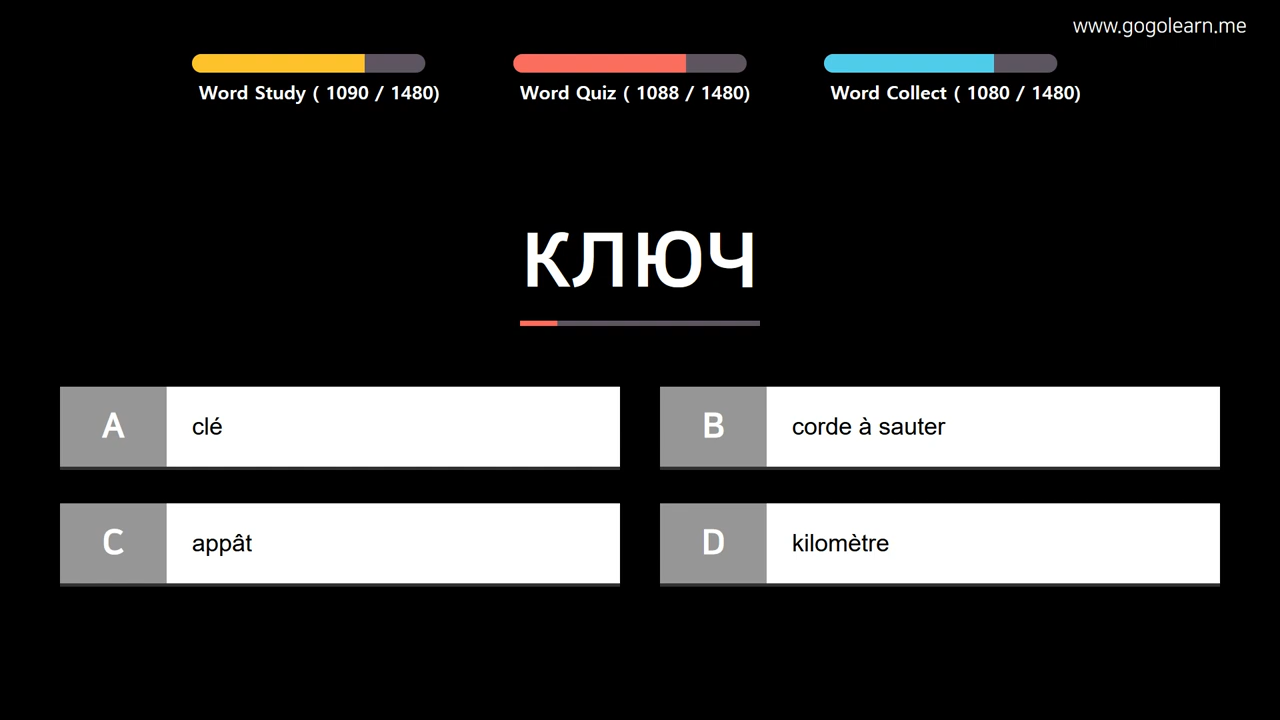 www.gogolearn.me
Word Study ( 1090 / 1480)
Word Quiz ( 1088 / 1480)
Word Collect ( 1080 / 1480)
ключ
A clé
B corde à sauter
C appât
D kilomètre